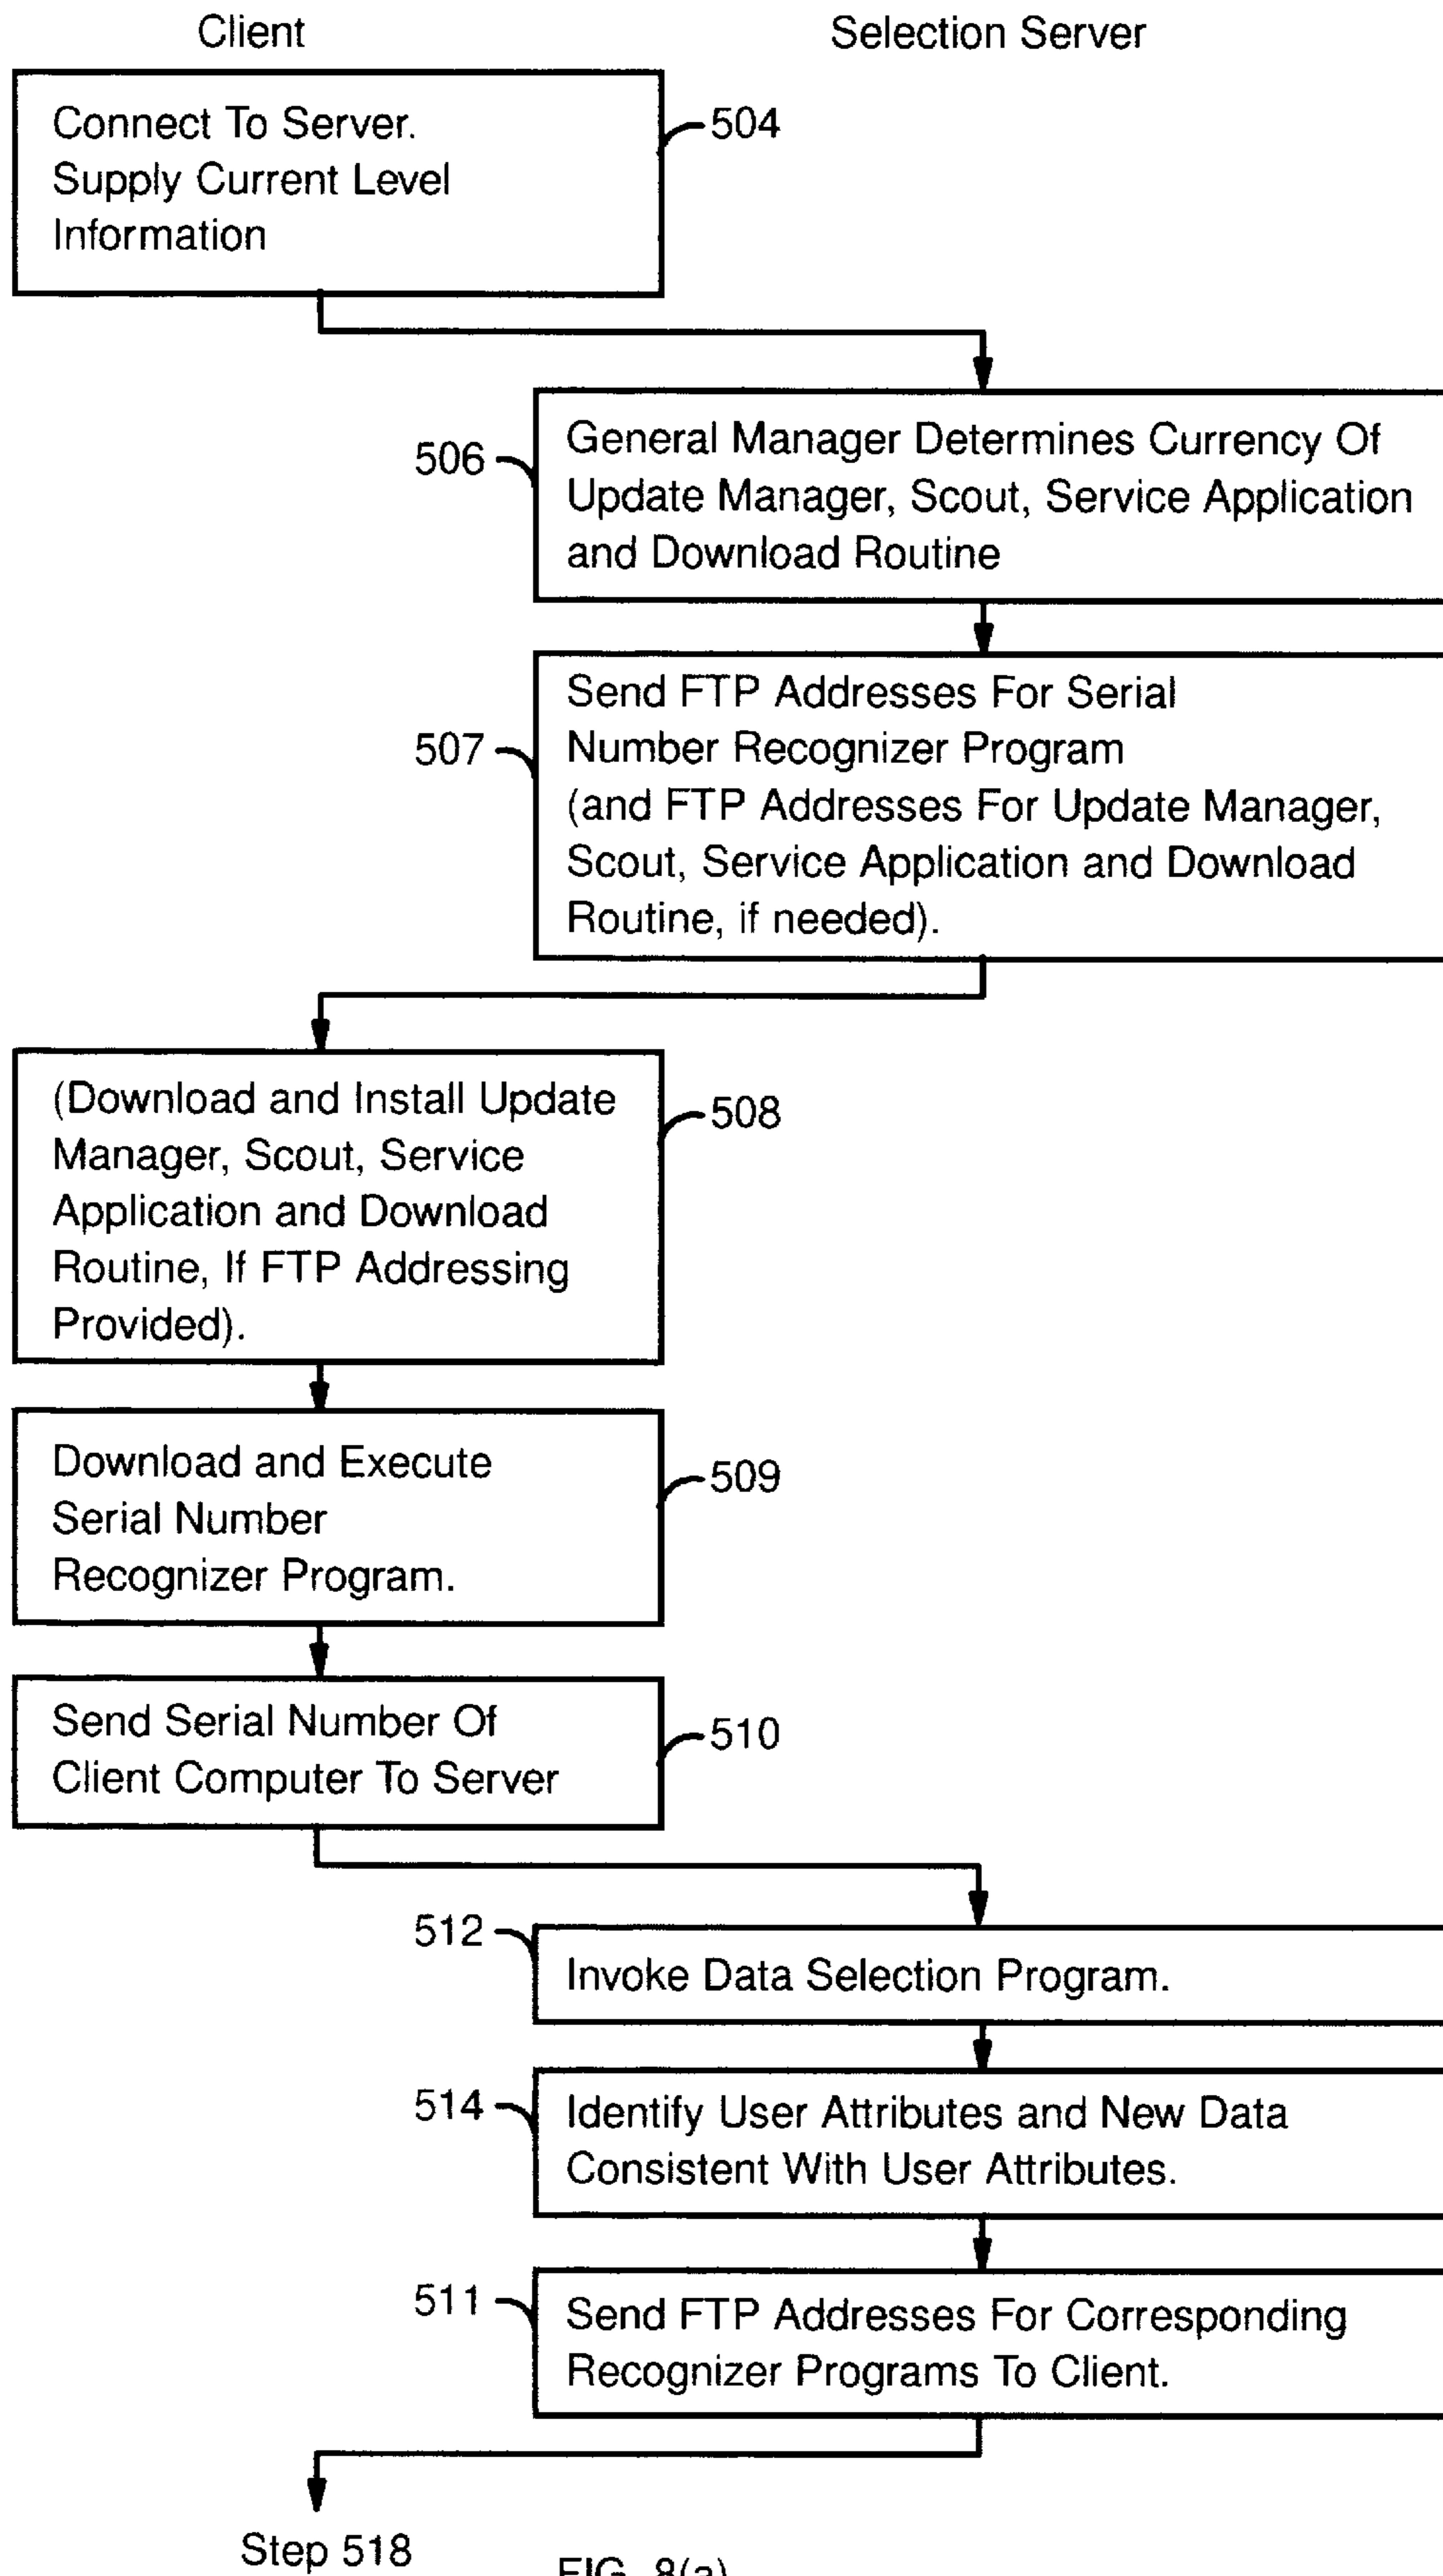 Client
Selection Server
Connect To Server.
Supply Current Level
Information
504
506
General Manager Determines Currency Of
Update Manager, Scout, Service Application
and Download Routine
507
Send FTP Addresses For Serial
Number Recognizer Program
(and FTP Addresses For Update Manager,
Scout, Service Application and Download
Routine, if needed).
(Download and Install Update
Manager, Scout, Service
Application and Download
Routine, If FTP Addressing
Provided).
508
Download and Execute
Serial Number
Recognizer Program.
509
Send Serial Number Of
Client Computer To Server
510
512
Invoke Data Selection Program.
514
Identify User Attributes and New Data
Consistent With User Attributes.
511
Send FTP Addresses For Corresponding
Recognizer Programs To Client.
Step 518
FIG. 8(a)